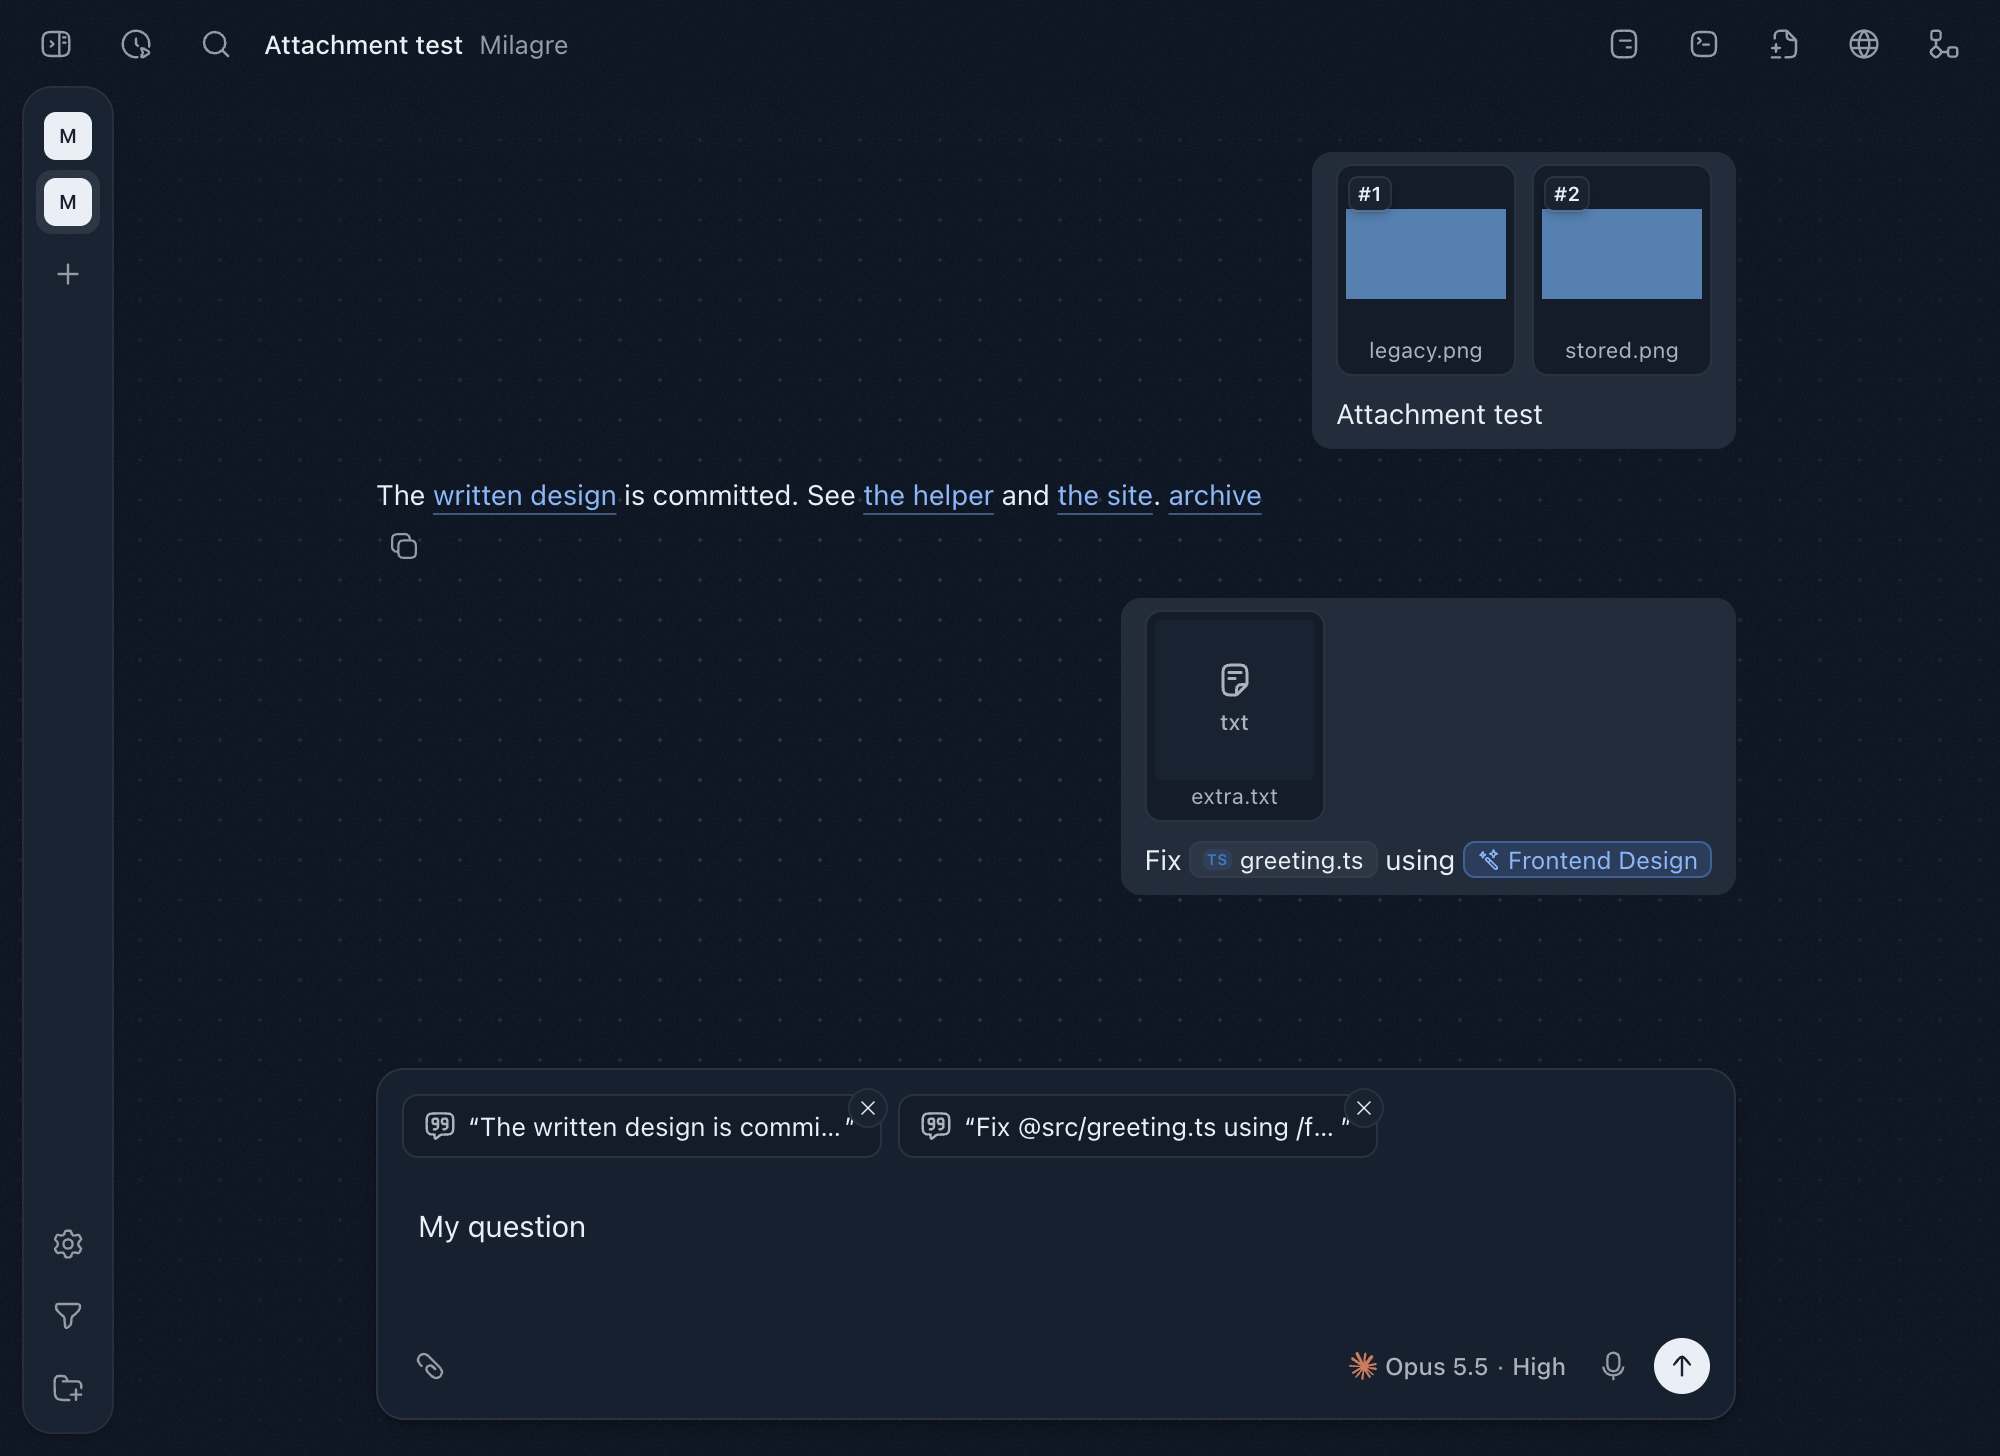 Attachment test Milagre
M
M
#1 #2
legacy.png stored.png
Attachment test
The written design is committed. See the helper and the site. archive
txt
extra.txt
Fix TS greeting.ts using Frontend Design
“The written design is commi... ” “Fix @src/greeting.ts using /f... ”
My question
Opus 5.5 · High